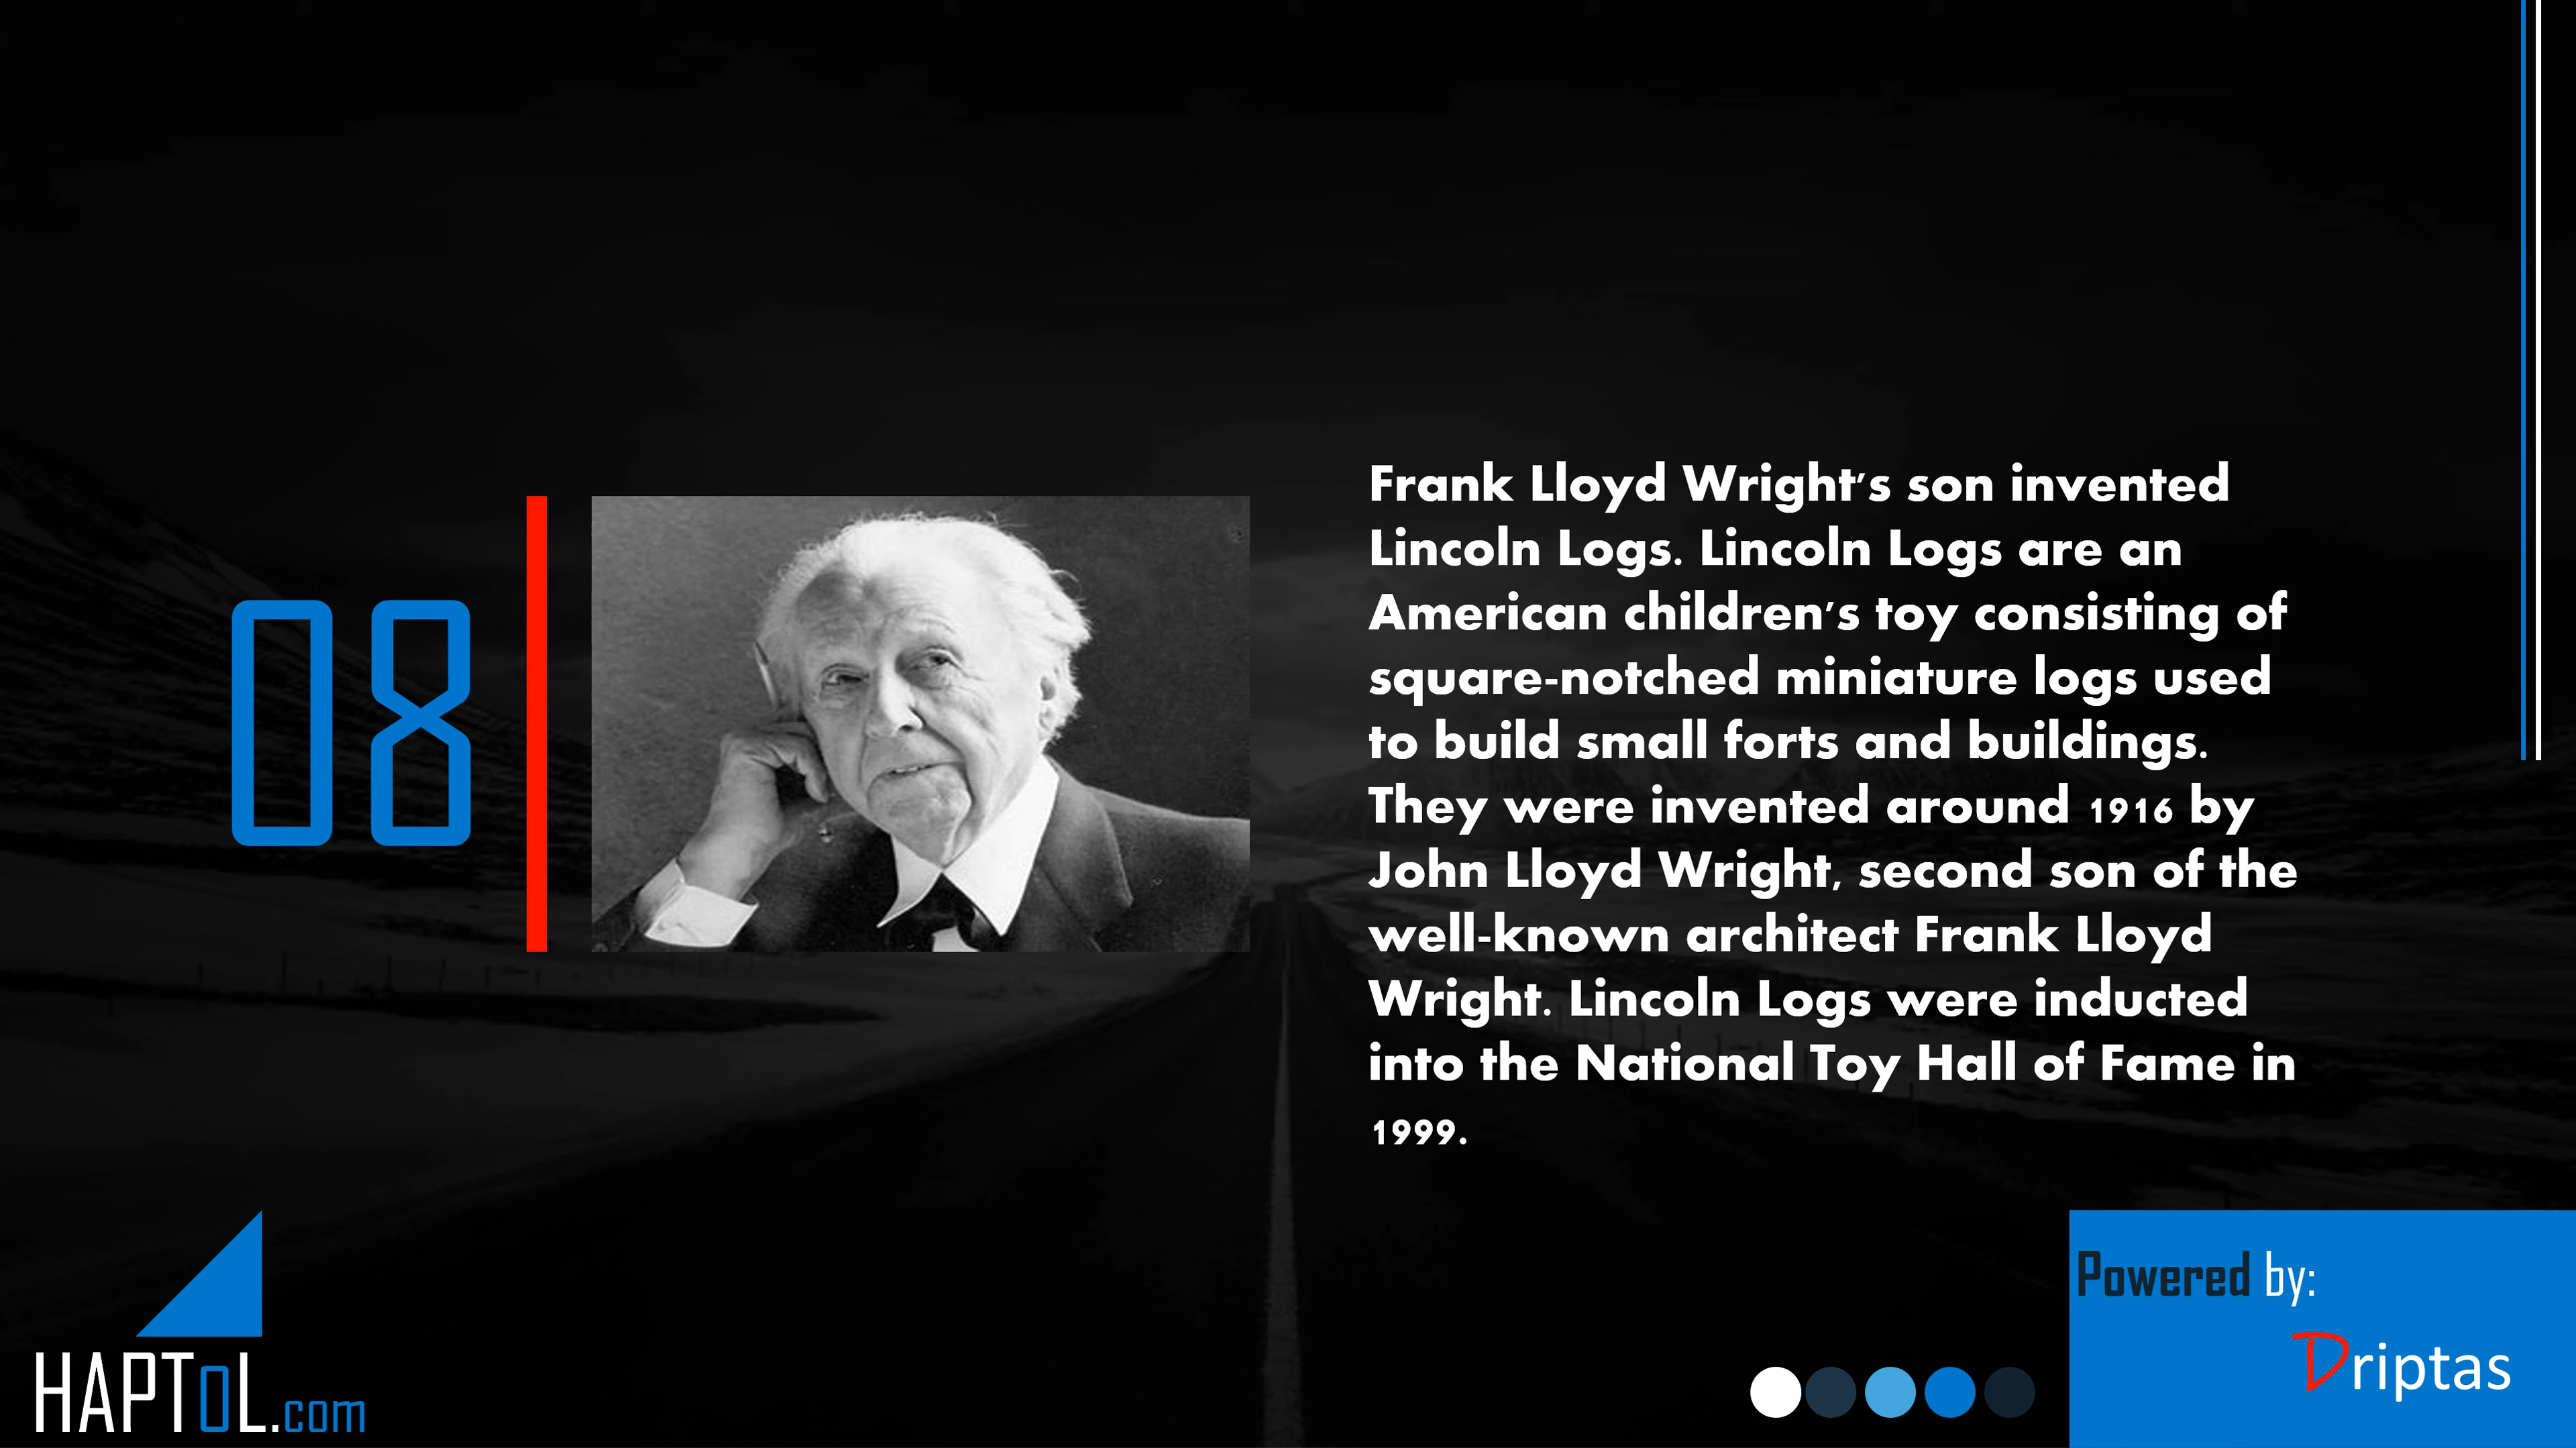 08
Frank Lloyd Wright's son invented
Lincoln Logs. Lincoln Logs are an
American children's toy consisting of
square-notched miniature logs used
to build small forts and buildings.
They were invented around 1916 by
John Lloyd Wright, second son of the
well-known architect Frank Lloyd
Wright. Lincoln Logs were inducted
into the National Toy Hall of Fame in
1999.
HAPToL.com
Powered by:
Driptas